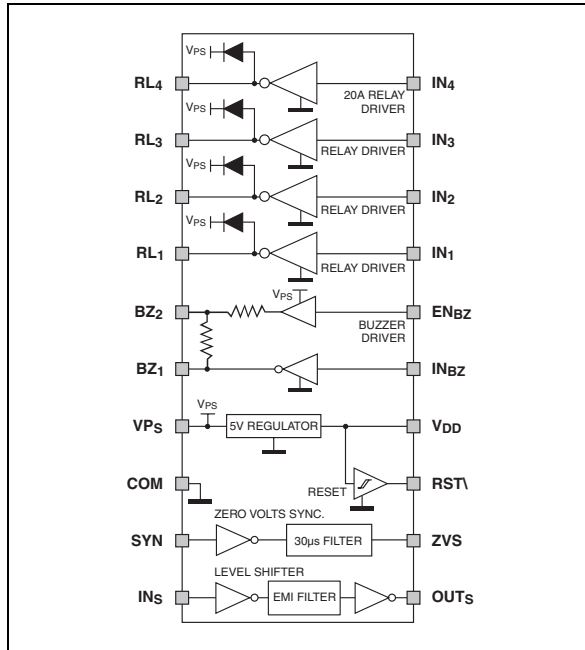 VPS
RL4 IN4
20A RELAY
DRIVER
VPS
RL3 IN3
RELAY DRIVER
VPS
RL2 IN2
RELAY DRIVER
VPS
RL1 IN1
RELAY DRIVER
VPS
BZ2 ENBZ
BUZZER
DRIVER
BZ1 INBZ
VPS
VPS 5V REGULATOR VDD
COM RESET RST\
ZERO VOLTS SYNC.
SYN 30µs FILTER ZVS
LEVEL SHIFTER
INS EMI FILTER OUTS